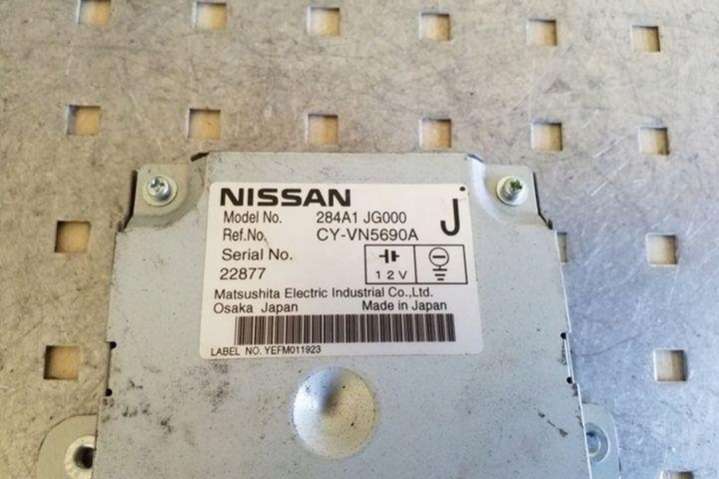 NISSAN
Model No. 284A1 JG000
J
Ref.No. CY-VN5690A
Serial No.
22877
12V
Matsushita Electric Industrial Co.,Ltd.
Osaka Japan Made in Japan
LABEL NO. YEFM011923